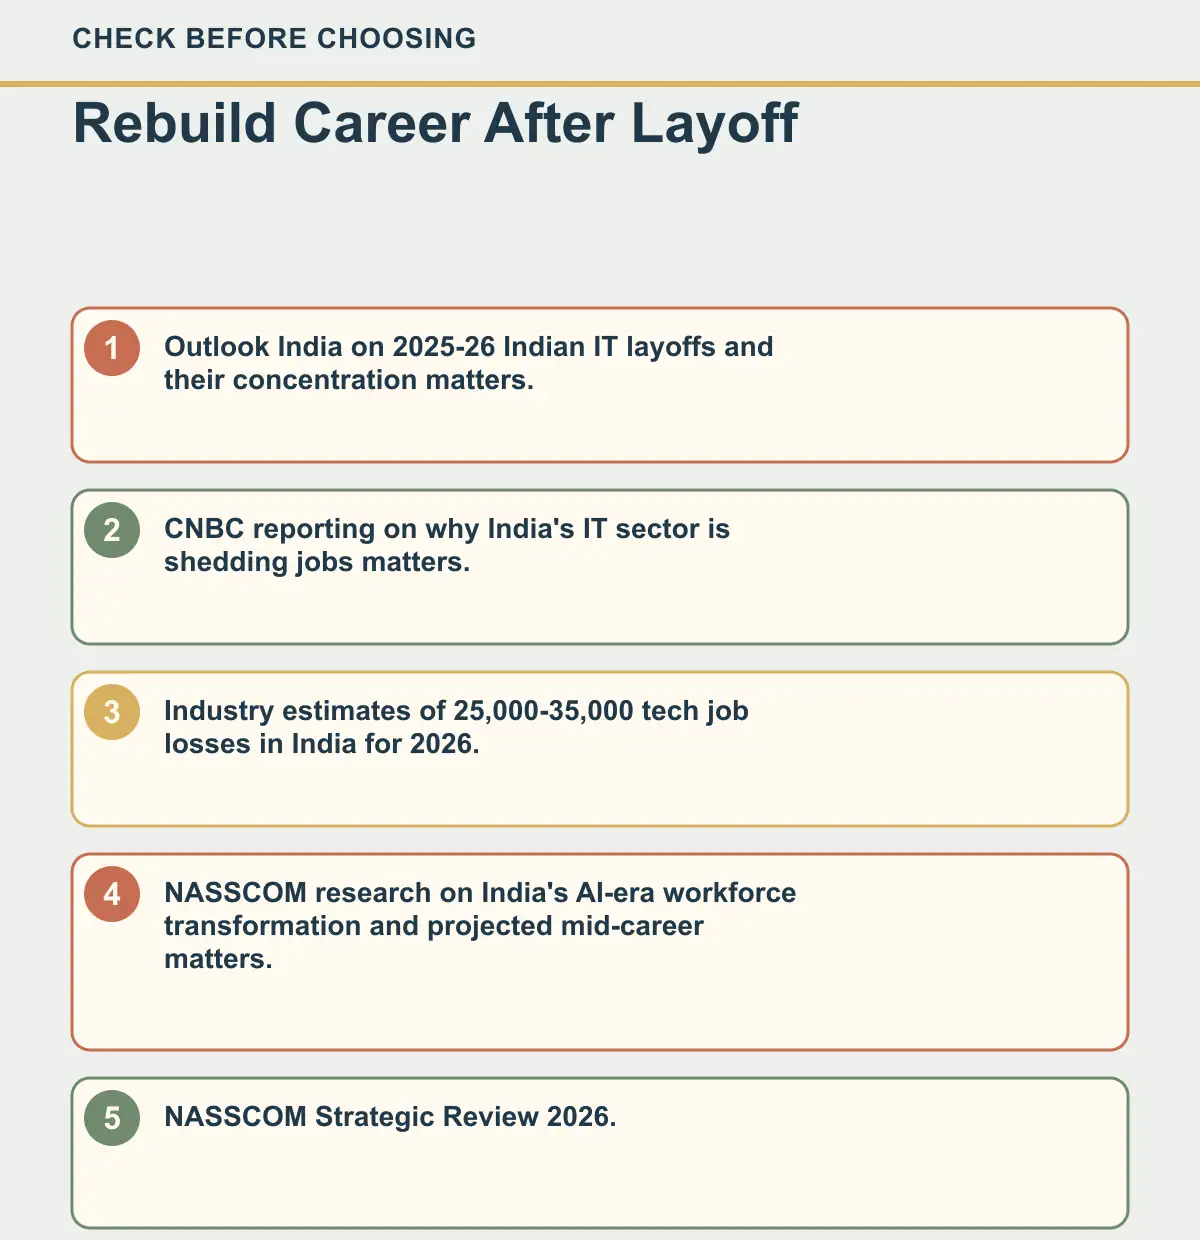 CHECK BEFORE CHOOSING
Rebuild Career After Layoff
1
Outlook India on 2025-26 Indian IT layoffs and
their concentration matters.
2
CNBC reporting on why India's IT sector is
shedding jobs matters.
3
Industry estimates of 25,000-35,000 tech job
losses in India for 2026.
4
NASSCOM research on India's AI-era workforce
transformation and projected mid-career
matters.
5
NASSCOM Strategic Review 2026.